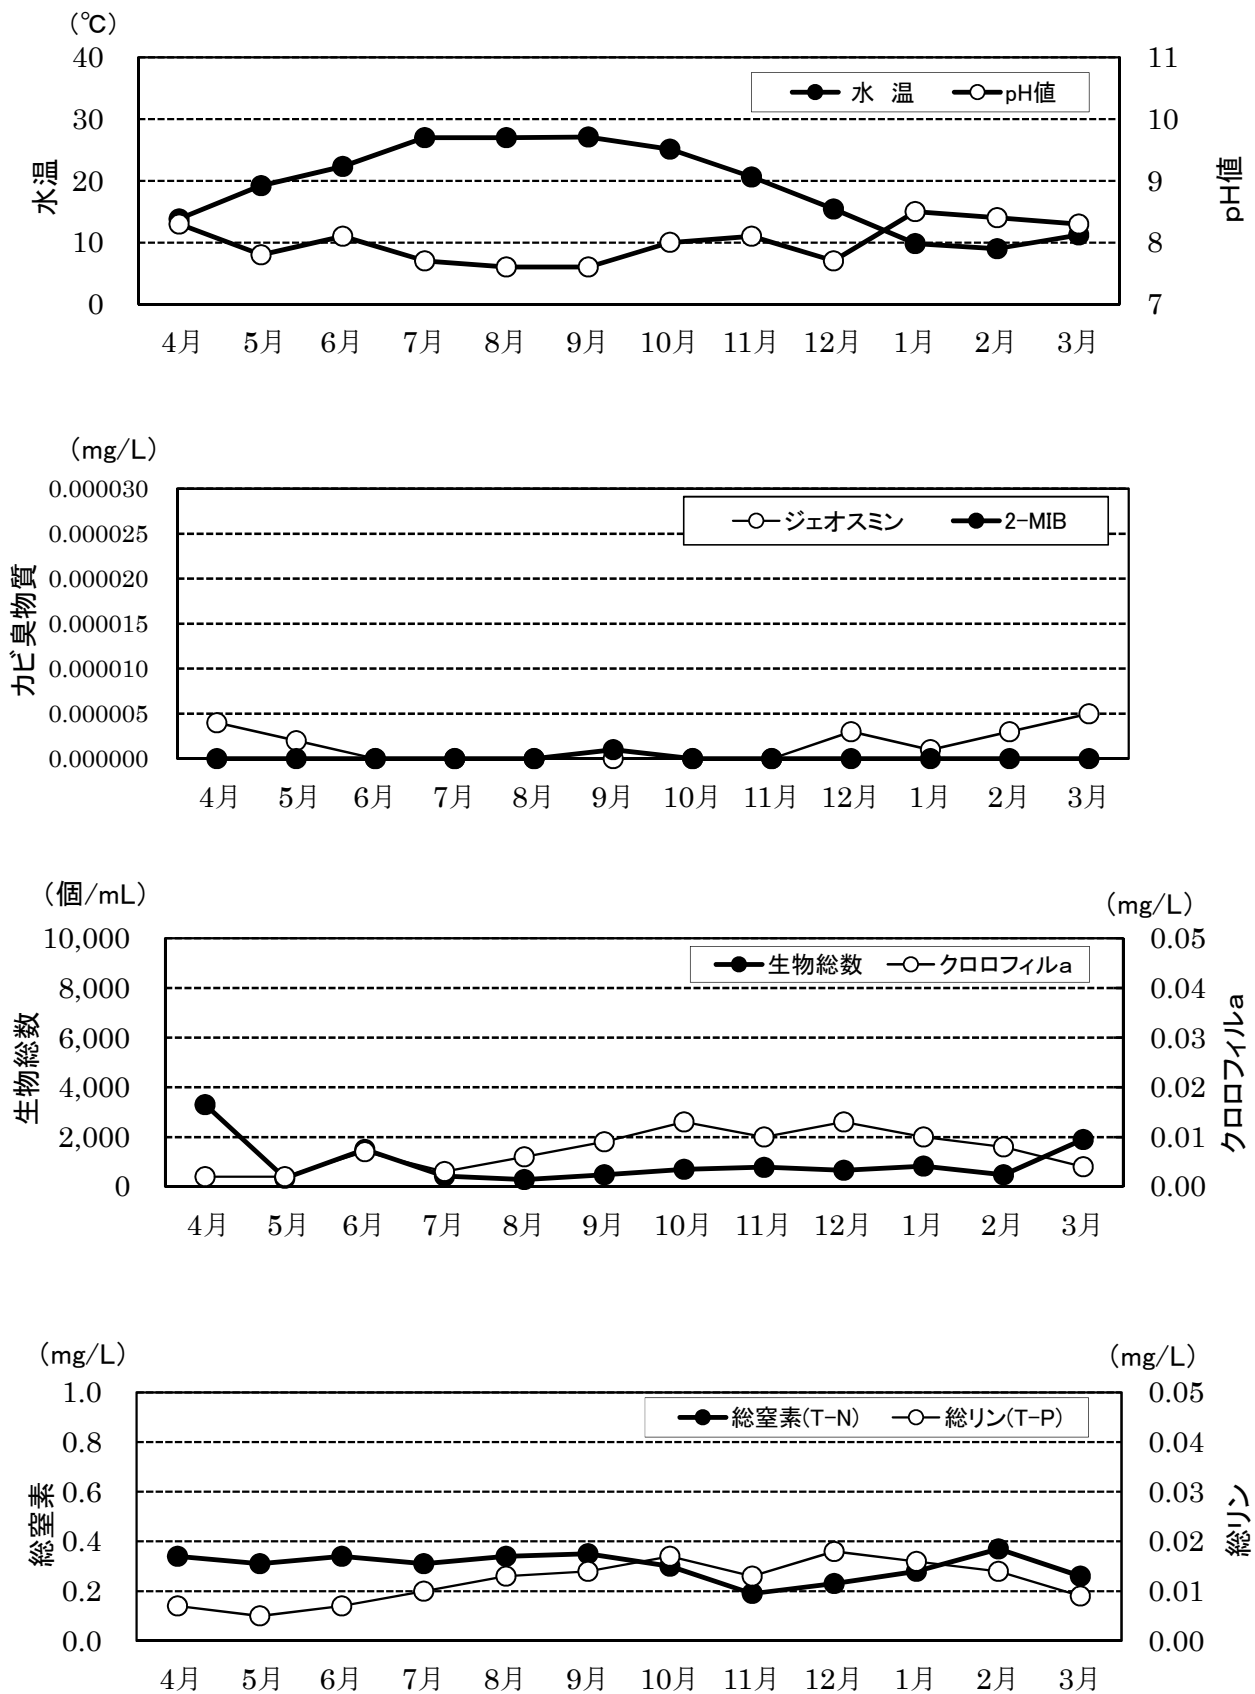 （℃）
40
30
20
10
0
水温
11
10
9
8
7
pH値
水　温
pH値
4月 5月 6月 7月 8月 9月 10月 11月 12月 1月 2月 3月
（mg/L）
0.000030
0.000025
0.000020
0.000015
0.000010
0.000005
0.000000
カビ臭物質
ジェオスミン
2-MIB
4月 5月 6月 7月 8月 9月 10月 11月 12月 1月 2月 3月
（個/mL）
（mg/L）
10,000
8,000
6,000
4,000
2,000
0
生物総数
0.05
0.04
0.03
0.02
0.01
0.00
クロロフィルa
生物総数
クロロフィルa
4月 5月 6月 7月 8月 9月 10月 11月 12月 1月 2月 3月
（mg/L）
（mg/L）
1.0
0.8
0.6
0.4
0.2
0.0
総窒素
0.05
0.04
0.03
0.02
0.01
0.00
総リン
総窒素(T-N)
総リン(T-P)
4月 5月 6月 7月 8月 9月 10月 11月 12月 1月 2月 3月